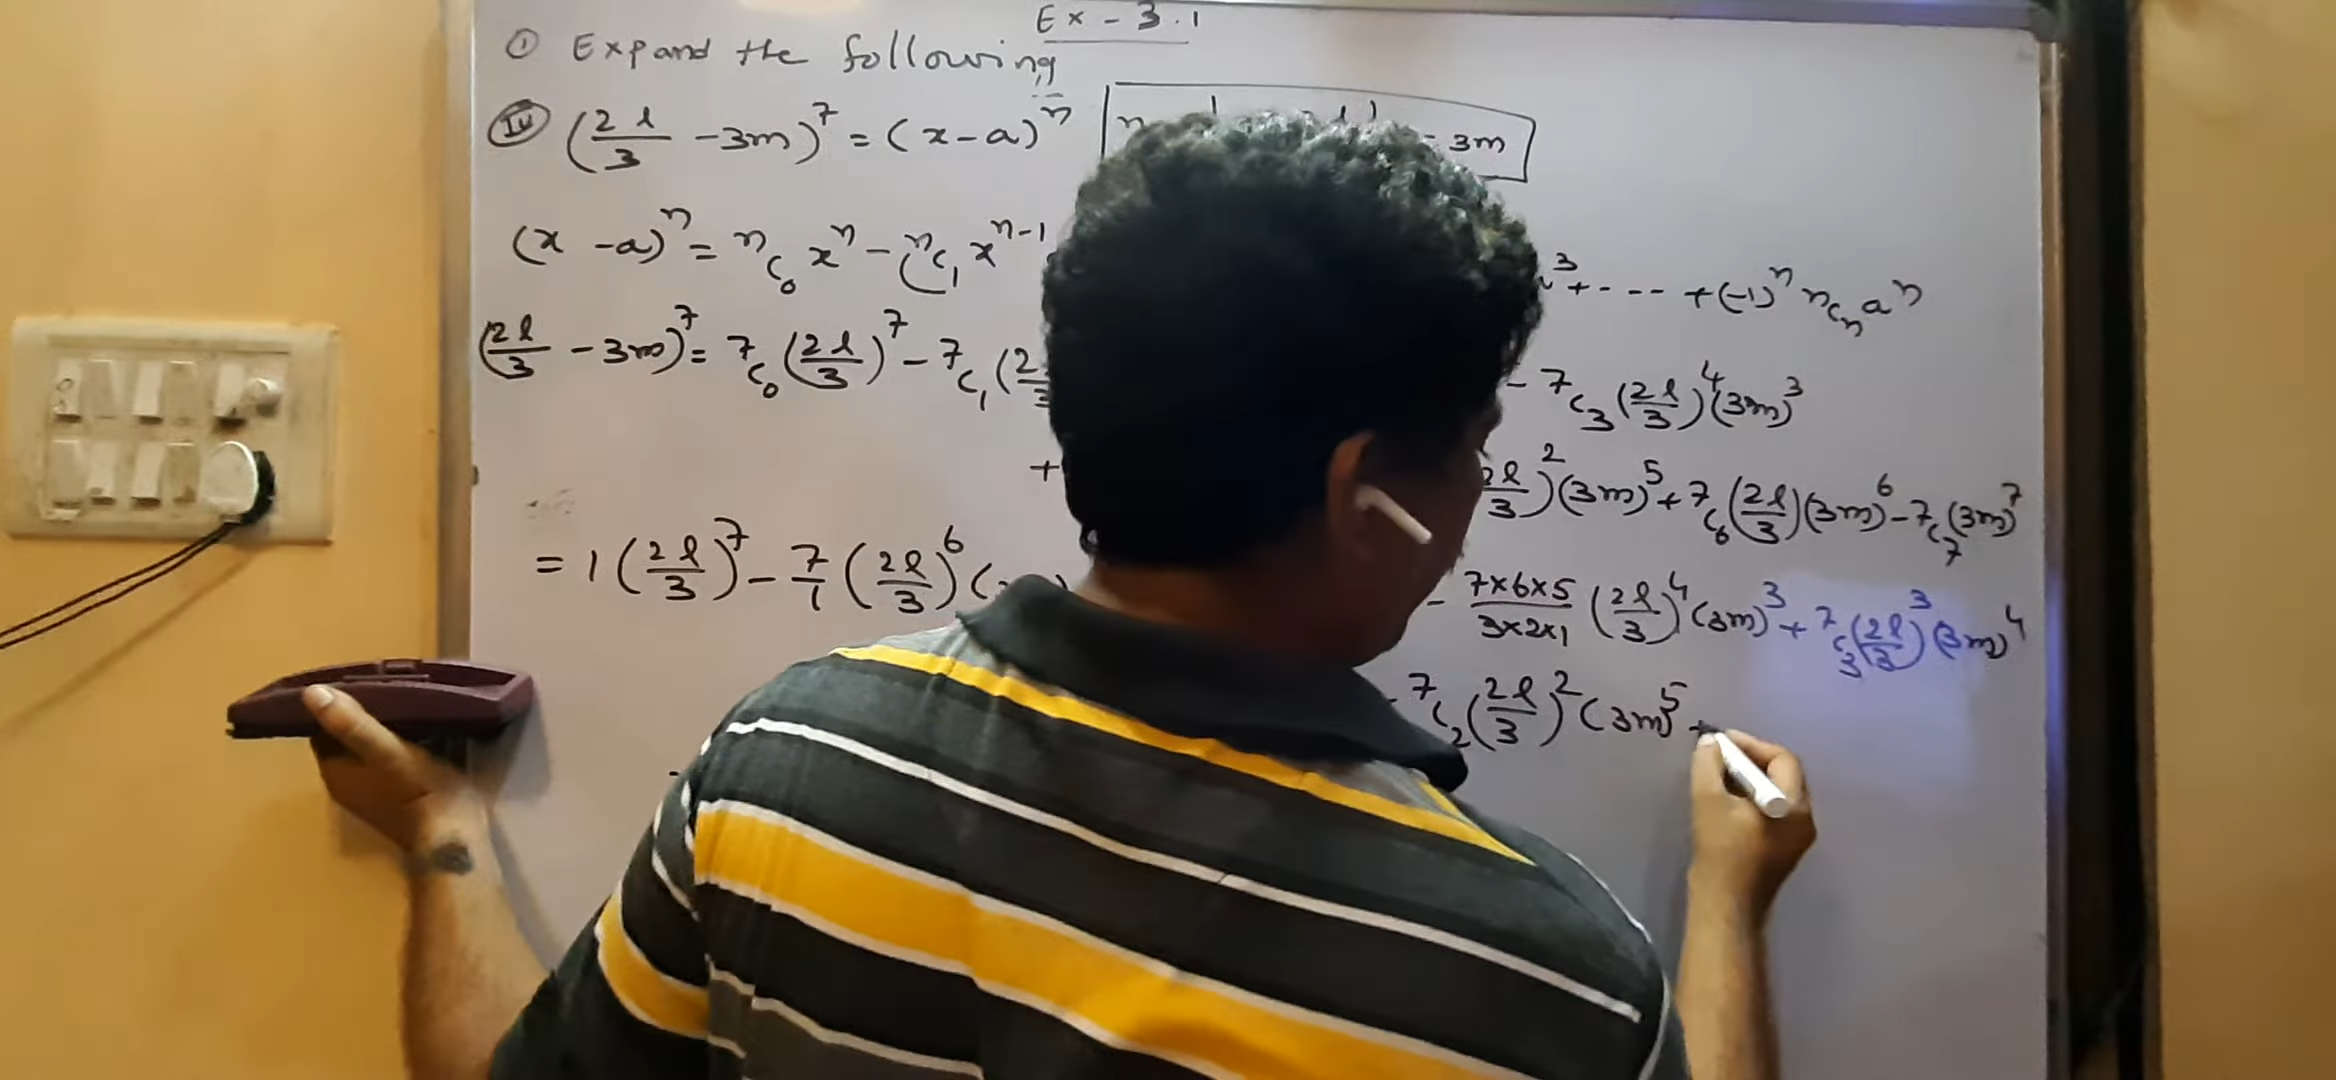 Ex - 3.1
① Expand the following
(iv) (2l/3 - 3m)^7 = (x - a)^n = 3m
(x - a)^n = nC0 x^n - nC1 x^(n-1) 3 + ---- + (-1)^n nCn a^n
(2l/3 - 3m)^7 = 7C0 (2l/3)^7 - 7C1 (2 - 7C3 (2l/3)^4 (3m)^3
+ 2l/3)^2 (3m)^5 + 7C6 (2l/3)(3m)^6 - 7C7 (3m)^7
= 1 (2l/3)^7 - 7/1 (2l/3)^6 ( - 7×6×5/3×2×1 (2l/3)^4 (3m)^3 + 7C3 (2l/3)^3 (3m)^4
- 7C2 (2l/3)^2 (3m)^5 +